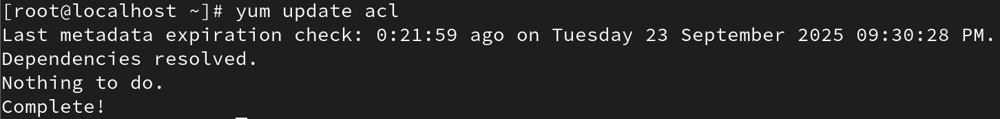 [root@localhost ~]# yum update acl
Last metadata expiration check: 0:21:59 ago on Tuesday 23 September 2025 09:30:28 PM.
Dependencies resolved.
Nothing to do.
Complete!